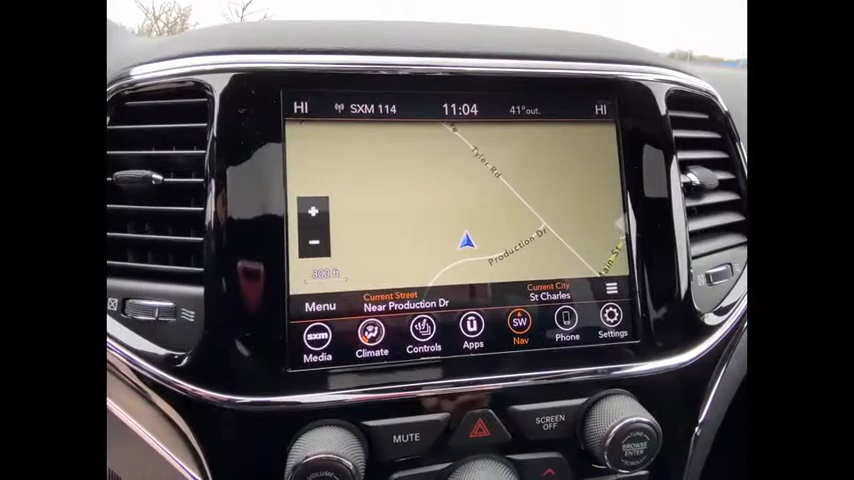 HI SXM 114 11:04 41° out. HI
Tyler Rd
Production Dr
+
-
300 ft
Current Street
Current City
Menu
Near Production Dr
St Charles
sxm
SW
Media
Climate
Controls
Apps
Nav
Phone
Settings
MUTE
SCREEN
OFF
VOLUME
TUNE
BROWSE
ENTER